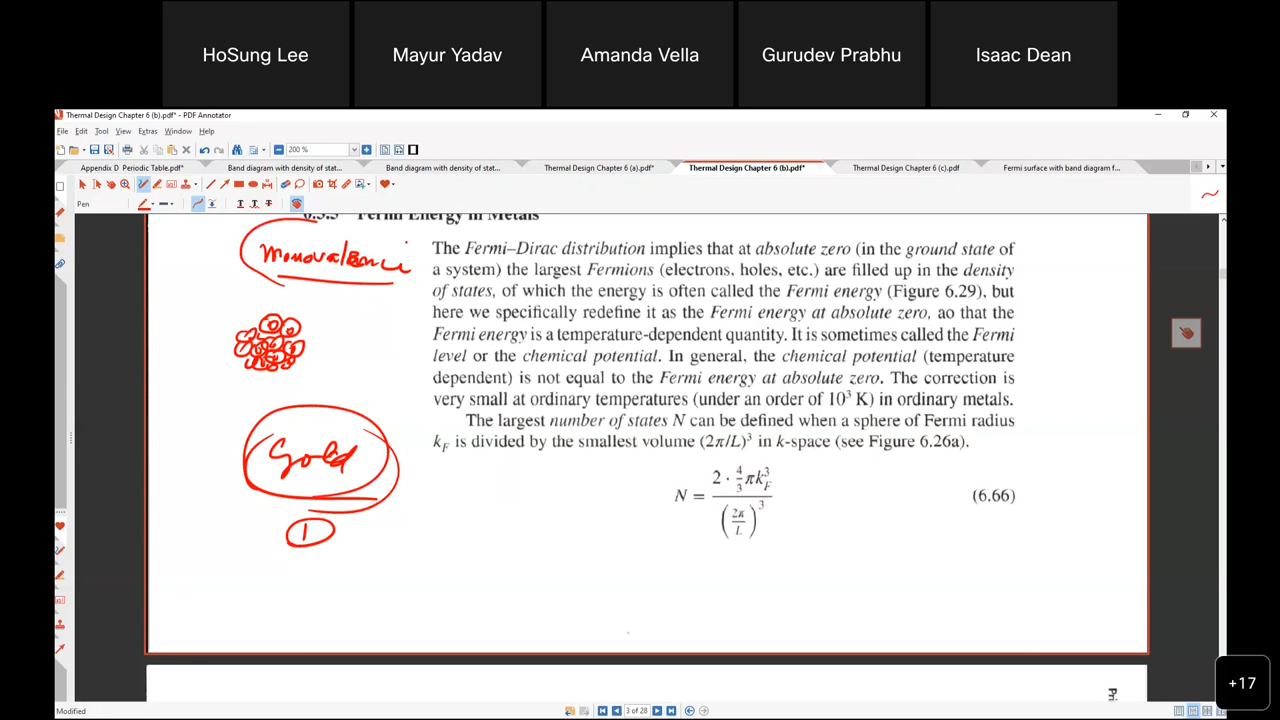 HoSung Lee
Mayur Yadav
Amanda Vella
Gurudev Prabhu
Isaac Dean
Thermal Design Chapter 6 (b).pdf* - PDF Annotator
File Edit Tool View Extras Window Help
200 %
Appendix D Periodic Table.pdf*
Band diagram with density of stat...
Band diagram with density of stat...
Thermal Design Chapter 6 (a).pdf*
Thermal Design Chapter 6 (b).pdf*
Thermal Design Chapter 6 (c).pdf
Fermi surface with band diagram f...
Pen
6.3.5 Fermi Energy in Metals
The Fermi–Dirac distribution implies that at absolute zero (in the ground state of
a system) the largest Fermions (electrons, holes, etc.) are filled up in the density
of states, of which the energy is often called the Fermi energy (Figure 6.29), but
here we specifically redefine it as the Fermi energy at absolute zero, ao that the
Fermi energy is a temperature-dependent quantity. It is sometimes called the Fermi
level or the chemical potential. In general, the chemical potential (temperature
dependent) is not equal to the Fermi energy at absolute zero. The correction is
very small at ordinary temperatures (under an order of 10³ K) in ordinary metals.
The largest number of states N can be defined when a sphere of Fermi radius
k_F is divided by the smallest volume (2π/L)³ in k-space (see Figure 6.26a).
N = 2 · 4/3 πk_F³ / (2π/L)³ (6.66)
Gold
1
+17
Modified
3 of 28